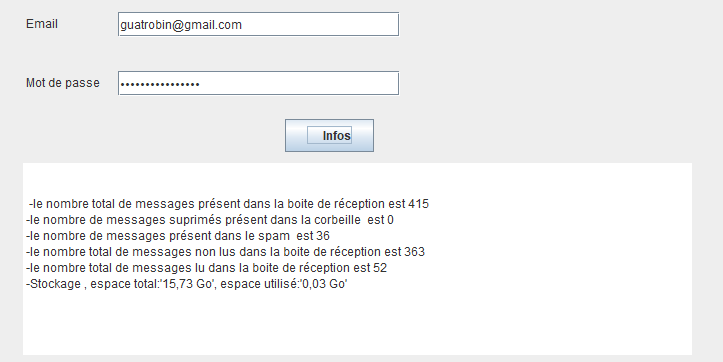 Email guatrobin@gmail.com
Mot de passe ••••••••••••••••
Infos
-le nombre total de messages présent dans la boite de réception est 415
-le nombre de messages suprimés présent dans la corbeille  est 0
-le nombre de messages présent dans le spam  est 36
-le nombre total de messages non lus dans la boite de réception est 363
-le nombre total de messages lu dans la boite de réception est 52
-Stockage , espace total:'15,73 Go', espace utilisé:'0,03 Go'